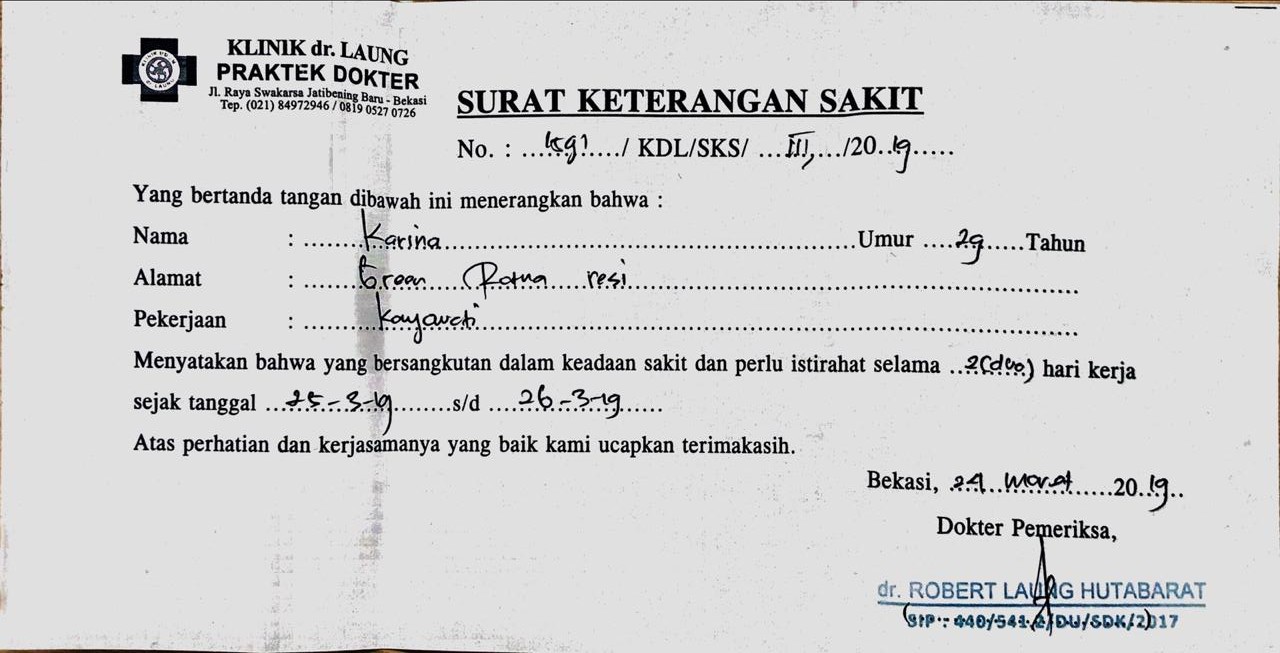 KLINIK dr. LAUNG
PRAKTEK DOKTER
Jl. Raya Swakarsa Jatibening Baru - Bekasi
Tep. (021) 84972946 / 0819 0527 0726
SURAT KETERANGAN SAKIT
No. : ......./ KDL/SKS/ ...III,.../20..19.....
Yang bertanda tangan dibawah ini menerangkan bahwa :
Nama : .......Karina.......Umur ....29.....Tahun
Alamat : .......Green.......resi.......
Pekerjaan : .......
Menyatakan bahwa yang bersangkutan dalam keadaan sakit dan perlu istirahat selama ..2(dua) hari kerja
sejak tanggal ...25-3-19........s/d ....26-3-19......
Atas perhatian dan kerjasamanya yang baik kami ucapkan terimakasih.
Bekasi, .24..Maret.....20.19..
Dokter Pemeriksa,
dr. ROBERT LAUNG HUTABARAT
SIP : 440/541.2/DU/SDK/2017